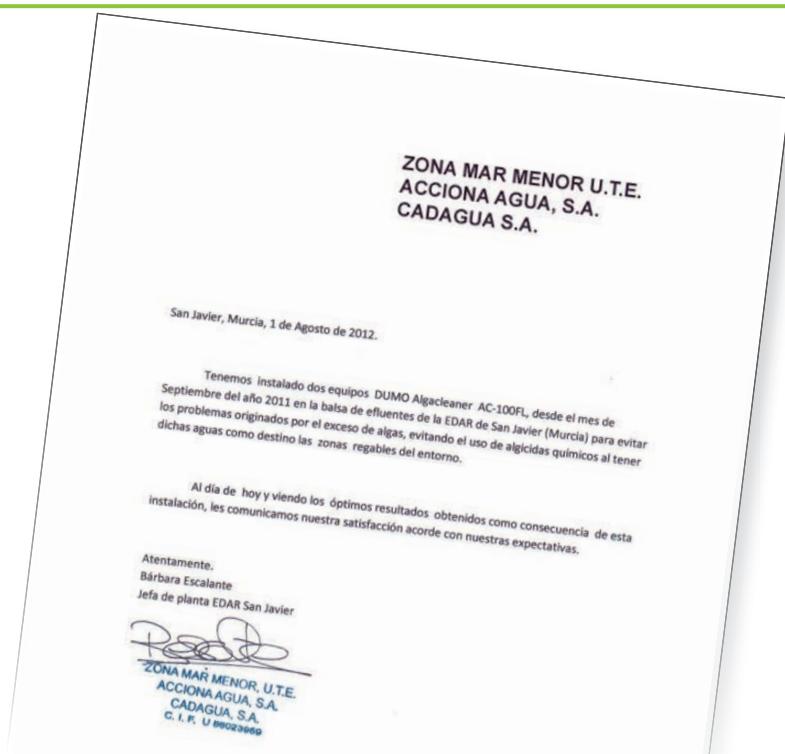 ZONA MAR MENOR U.T.E.
ACCIONA AGUA, S.A.
CADAGUA S.A.
San Javier, Murcia, 1 de Agosto de 2012.
Tenemos instalado dos equipos DUMO Algacleaner AC-100FL, desde el mes de
Septiembre del año 2011 en la balsa de efluentes de la EDAR de San Javier (Murcia) para evitar
los problemas originados por el exceso de algas, evitando el uso de algicidas químicos al tener
dichas aguas como destino las zonas regables del entorno.
Al día de hoy y viendo los óptimos resultados obtenidos como consecuencia de esta
instalación, les comunicamos nuestra satisfacción acorde con nuestras expectativas.
Atentamente.
Bárbara Escalante
Jefa de planta EDAR San Javier
ZONA MAR MENOR, U.T.E.
ACCIONA AGUA, S.A.
CADAGUA, S.A.
C. I. F. U